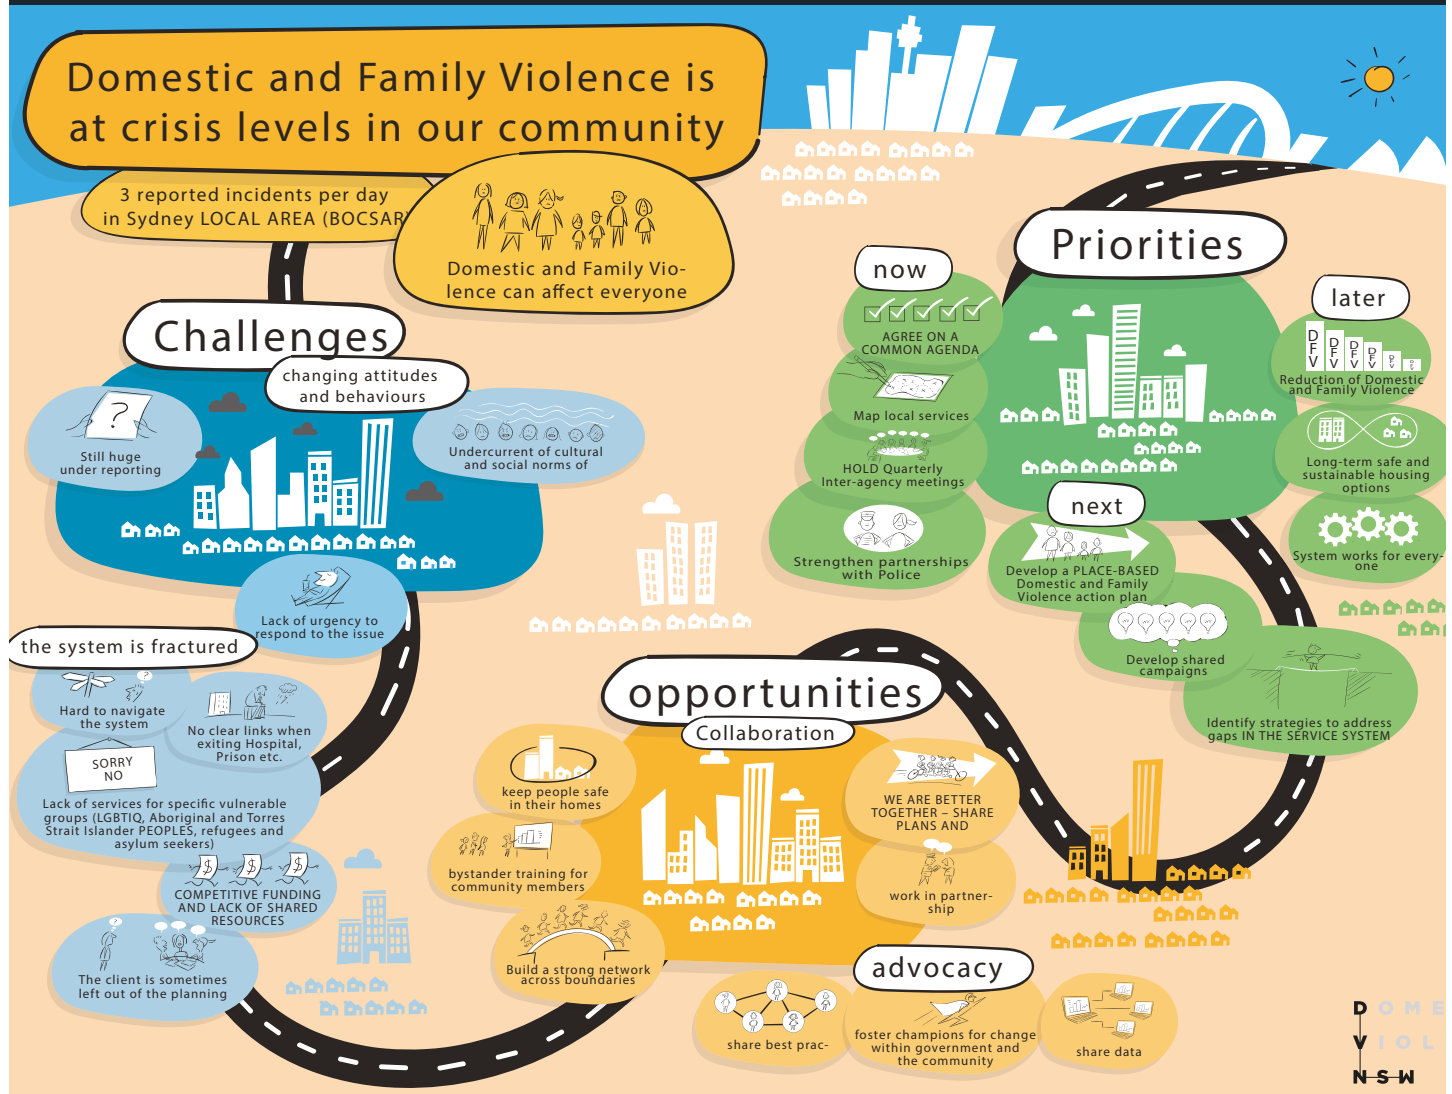 Domestic and Family Violence is
at crisis levels in our community
3 reported incidents per day
in Sydney LOCAL AREA (BOCSAR)
Domestic and Family Vio-
lence can affect everyone
Challenges
changing attitudes
and behaviours
?
Still huge
under reporting
Undercurrent of cultural
and social norms of
Lack of urgency to
respond to the issue
the system is fractured
?
Hard to navigate
the system
No clear links when
exiting Hospital,
Prison etc.
SORRY
NO
Lack of services for specific vulnerable
groups (LGBTIQ, Aboriginal and Torres
Strait Islander PEOPLES, refugees and
asylum seekers)
$ $ $
COMPETITIVE FUNDING
AND LACK OF SHARED
RESOURCES
?
The client is sometimes
left out of the planning
opportunities
Collaboration
keep people safe
in their homes
bystander training for
community members
Build a strong network
across boundaries
WE ARE BETTER
TOGETHER – SHARE
PLANS AND
work in partner-
ship
advocacy
share best prac-
foster champions for change
within government and
the community
share data
Priorities
now
AGREE ON A
COMMON AGENDA
Map local services
HOLD Quarterly
Inter-agency meetings
Strengthen partnerships
with Police
next
Develop a PLACE-BASED
Domestic and Family
Violence action plan
Develop shared
campaigns
Identify strategies to address
gaps IN THE SERVICE SYSTEM
later
DFV DFV DFV DFV DFV DFV
Reduction of Domestic
and Family Violence
Long-term safe and
sustainable housing
options
System works for every-
one
DOME
VIOL
NSW